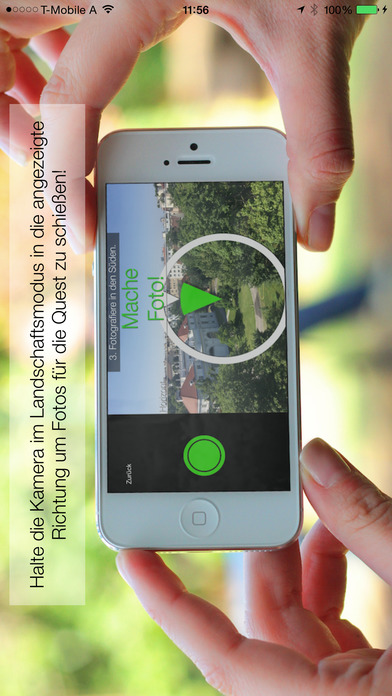 T-Mobile A 11:56 100%
Halte die Kamera im Landschaftsmodus in die angezeigte
Richtung um Fotos für die Quest zu schießen!
3. Fotografiere in den Süden.
Mache
Foto!
Zurück